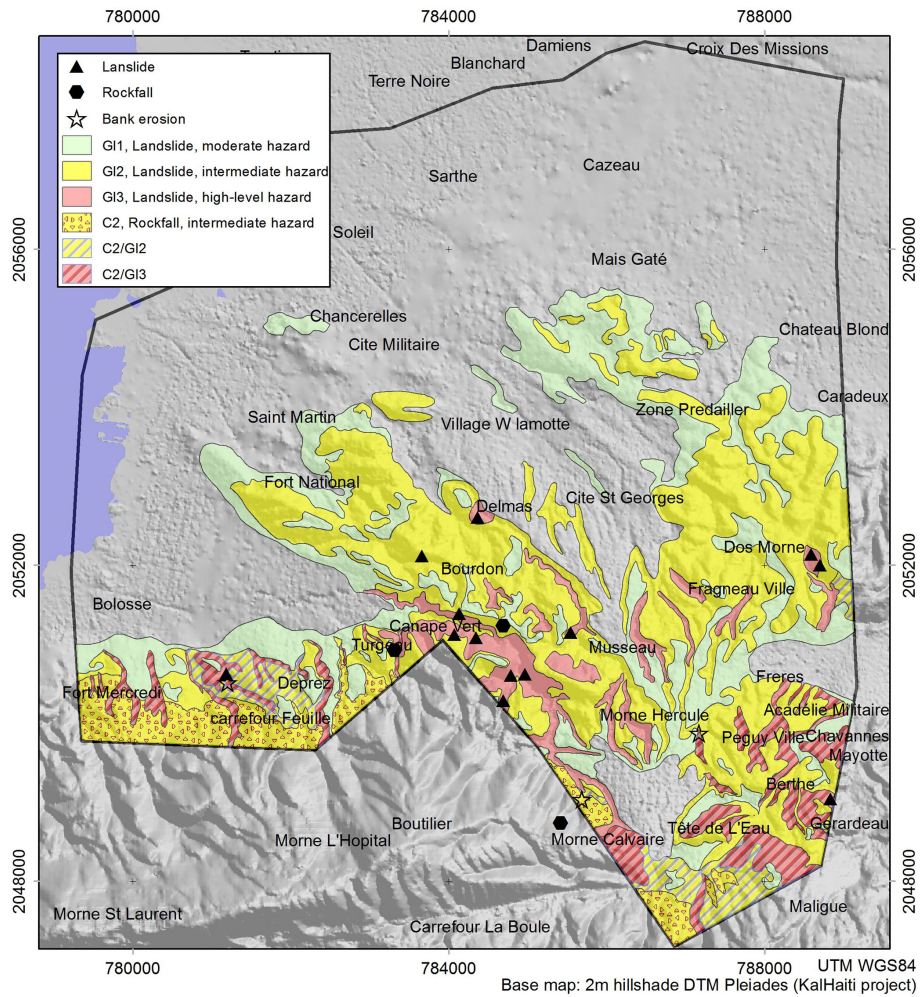 780000 784000 788000
Damiens
Croix Des Missions
Blanchard
Terre Noire
Lanslide
Rockfall
Bank erosion
Gl1, Landslide, moderate hazard
Gl2, Landslide, intermediate hazard
Gl3, Landslide, high-level hazard
C2, Rockfall, intermediate hazard
C2/Gl2
C2/Gl3
Cazeau
Sarthe
Soleil
2056000 2056000
Mais Gaté
Chancerelles
Chateau Blond
Cite Militaire
Caradeux
Zone Predailler
Saint Martin
Village W lamotte
Fort National
Cite St Georges
Delmas
Dos Morne
2052000 2052000
Bourdon
Fragneau Ville
Bolosse
Canape Vert
Turgeau
Musseau
Freres
Deprez
Fort Mercredi
Acadélie Militaire
carrefour Feuille
Morne Hercule
Peguy Ville
Chavannes
Mayotte
Berthe
Boutilier
Tête de L'Eau
Gérardeau
Morne L'Hopital
Morne Calvaire
2048000 2048000
Maligue
Morne St Laurent
Carrefour La Boule
780000 784000 788000
UTM WGS84
Base map: 2m hillshade DTM Pleiades (KalHaiti project)